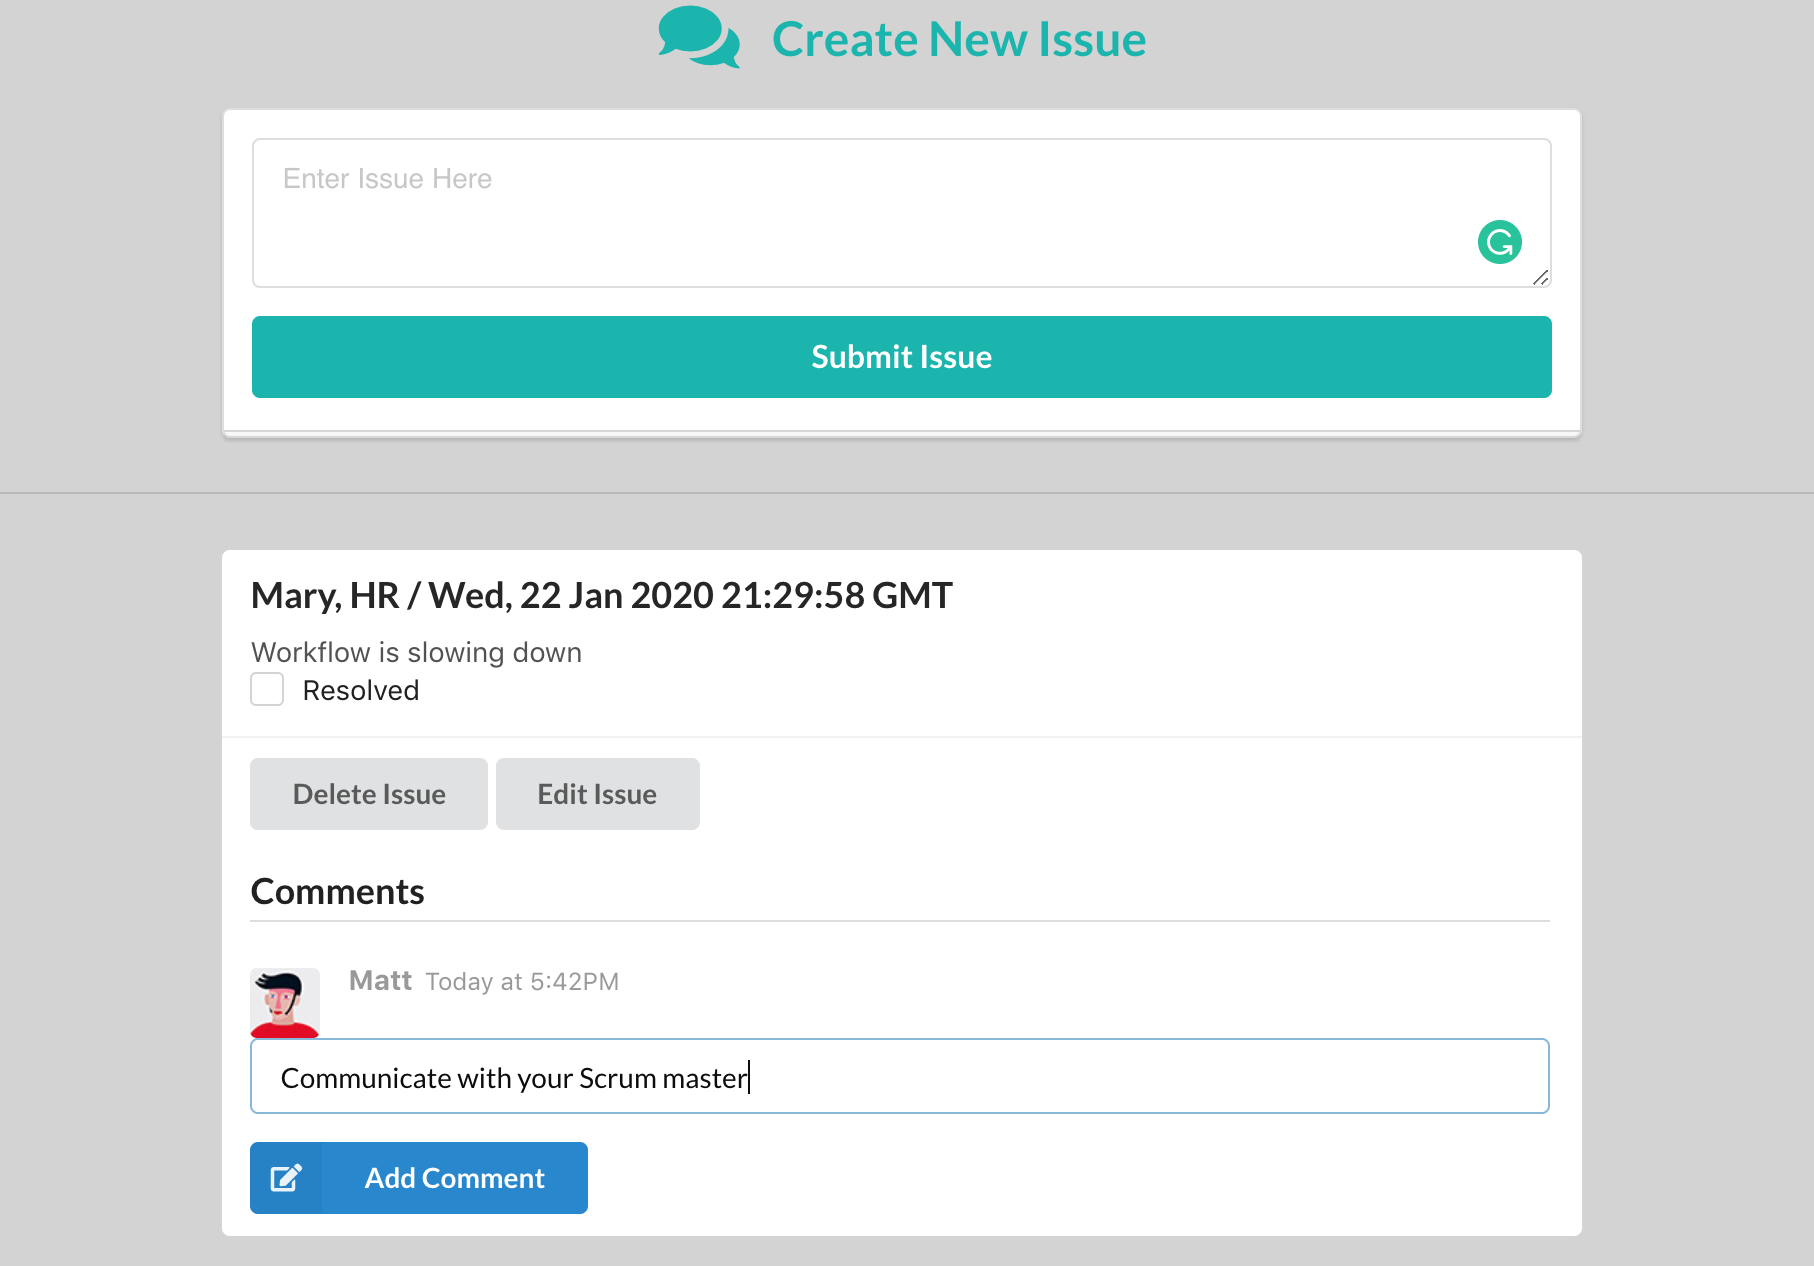 Create New Issue
Enter Issue Here
Submit Issue
Mary, HR / Wed, 22 Jan 2020 21:29:58 GMT
Workflow is slowing down
Resolved
Delete Issue Edit Issue
Comments
Matt Today at 5:42PM
Communicate with your Scrum master
Add Comment